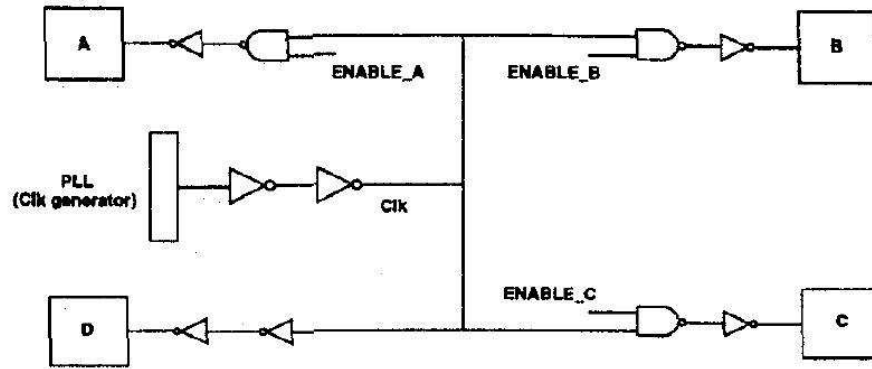 A
B
ENABLE_A
ENABLE_B
PLL
(Clk generator)
Clk
ENABLE_C
D
C